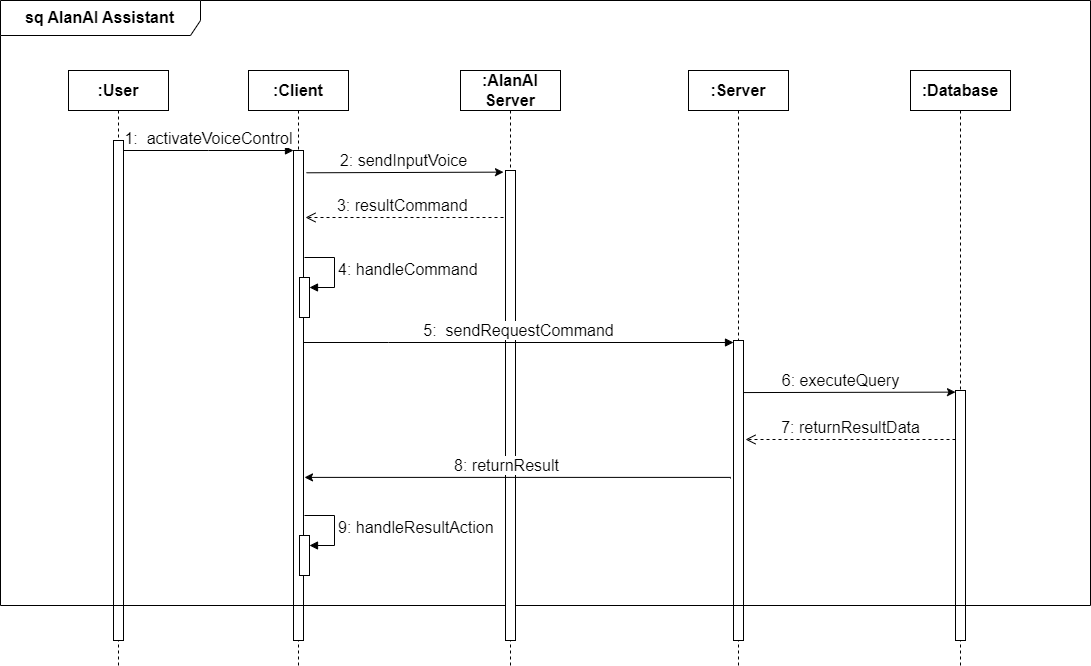 sq AlanAI Assistant
:User
:Client
:AlanAI
Server
:Server
:Database
1: activateVoiceControl
2: sendInputVoice
3: resultCommand
4: handleCommand
5: sendRequestCommand
6: executeQuery
7: returnResultData
8: returnResult
9: handleResultAction